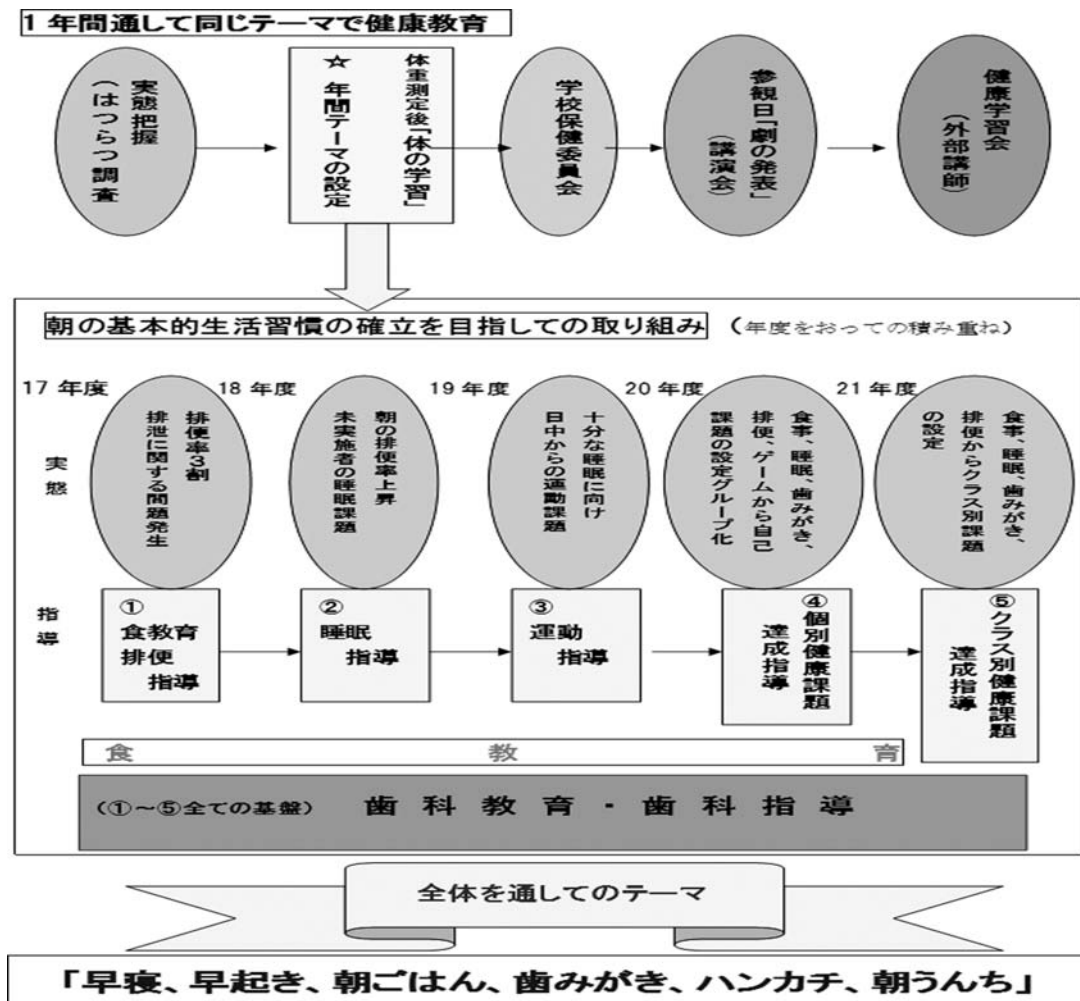 1年間通して同じテーマで健康教育
実態把握
(はつらつ調査)
体重測定後「体の学習」
☆ 年間テーマの設定
学校保健委員会
参観日「劇の発表」
(講演会)
健康学習会
(外部講師)
朝の基本的生活習慣の確立を目指しての取り組み (年度をおっての積み重ね)
17年度 18年度 19年度 20年度 21年度
実態
排便率3割
排泄に関する問題発生
朝の排便率上昇
未実施者の睡眠課題
十分な睡眠に向け
日中からの運動課題
食事、睡眠、歯みがき、
排便、ゲームから自己
課題の設定グループ化
食事、睡眠、歯みがき、
排便からクラス別課題
の設定
指導
①
食教育
排便
指導
②
睡眠
指導
③
運動
指導
④個別健康課題
達成指導
⑤クラス別健康課題
達成指導
食教育
(①~⑤全ての基盤) 歯科教育・歯科指導
全体を通してのテーマ
「早寝、早起き、朝ごはん、歯みがき、ハンカチ、朝うんち」